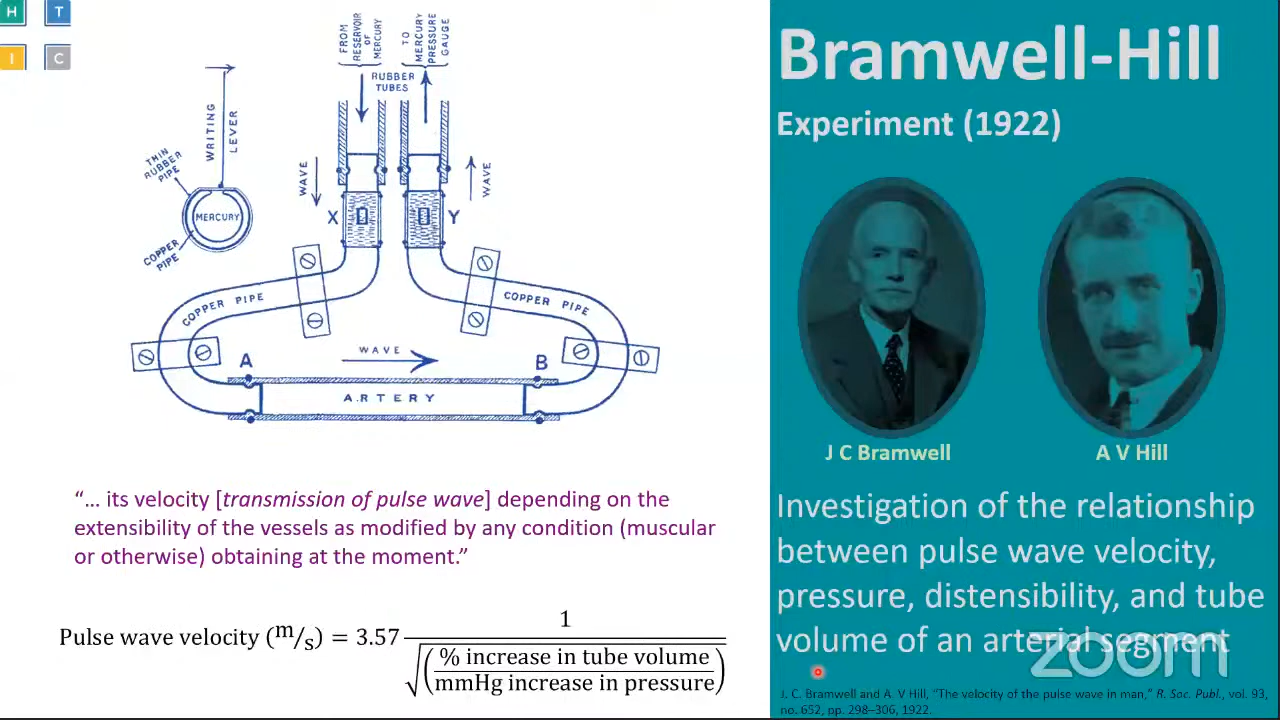 H T
I C
FROM
RESERVOIR
OF
MERCURY
TO
MERCURY
PRESSURE
GAUGE
RUBBER
TUBES
WRITING
LEVER
THIN
RUBBER
PIPE
MERCURY
COPPER
PIPE
WAVE
WAVE
X
Y
COPPER PIPE
COPPER PIPE
A
WAVE
B
ARTERY
“… its velocity [transmission of pulse wave] depending on the
extensibility of the vessels as modified by any condition (muscular
or otherwise) obtaining at the moment.”
Pulse wave velocity (m/s) = 3.57 1
√(% increase in tube volume
mmHg increase in pressure)
Bramwell-Hill
Experiment (1922)
J C Bramwell
A V Hill
Investigation of the relationship
between pulse wave velocity,
pressure, distensibility, and tube
volume of an arterial segment
zoom
J. C. Bramwell and A. V Hill, “The velocity of the pulse wave in man,” R. Soc. Publ., vol. 93,
no. 652, pp. 298–306, 1922.